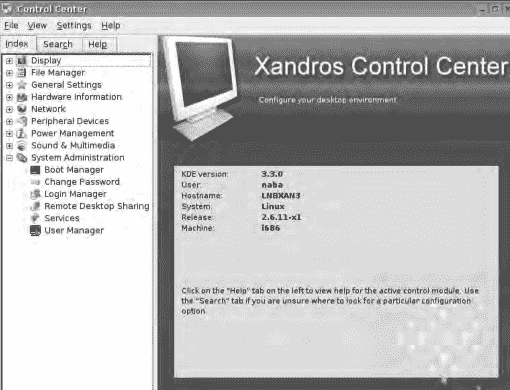 Control Center
File View Settings Help
Index Search Help
Display
File Manager
General Settings
Hardware Information
Network
Peripheral Devices
Power Management
Sound & Multimedia
System Administration
Boot Manager
Change Password
Login Manager
Remote Desktop Sharing
Services
User Manager
Xandros Control Center
Configure your desktop environment
KDE version: 3.3.0
User: naba
Hostname: LNBXAN3
System: Linux
Release: 2.6.11-x1
Machine: i686
Click on the "Help" tab on the left to view help for the active control module. Use
the "Search" tab if you are unsure where to look for a particular configuration
option.